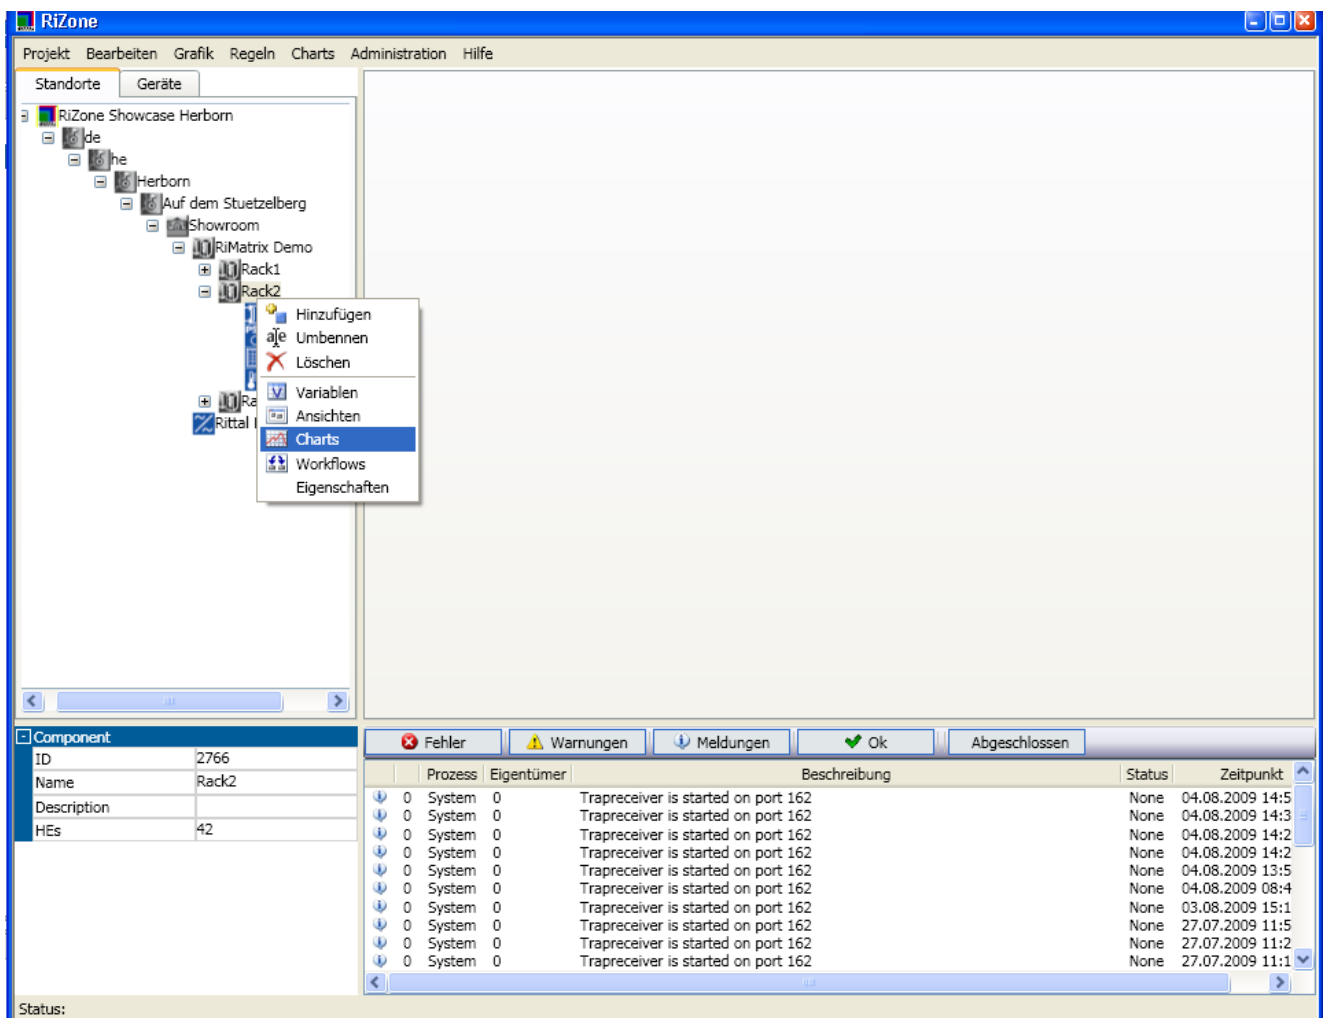 RiZone
Projekt Bearbeiten Grafik Regeln Charts Administration Hilfe
Standorte Geräte
RiZone Showcase Herborn
de
he
Herborn
Auf dem Stuetzelberg
Showroom
RiMatrix Demo
Rack1
Rack2
Hinzufügen
Umbennen
Löschen
Variablen
Ra
Ansichten
Rittal
Charts
Workflows
Eigenschaften
Component
ID 2766
Name Rack2
Description
HEs 42
Fehler Warnungen Meldungen Ok Abgeschlossen
Prozess Eigentümer Beschreibung Status Zeitpunkt
0 System 0 Trapreceiver is started on port 162 None 04.08.2009 14:5
0 System 0 Trapreceiver is started on port 162 None 04.08.2009 14:3
0 System 0 Trapreceiver is started on port 162 None 04.08.2009 14:2
0 System 0 Trapreceiver is started on port 162 None 04.08.2009 14:2
0 System 0 Trapreceiver is started on port 162 None 04.08.2009 13:5
0 System 0 Trapreceiver is started on port 162 None 04.08.2009 08:4
0 System 0 Trapreceiver is started on port 162 None 03.08.2009 15:1
0 System 0 Trapreceiver is started on port 162 None 27.07.2009 11:5
0 System 0 Trapreceiver is started on port 162 None 27.07.2009 11:2
0 System 0 Trapreceiver is started on port 162 None 27.07.2009 11:1
Status: